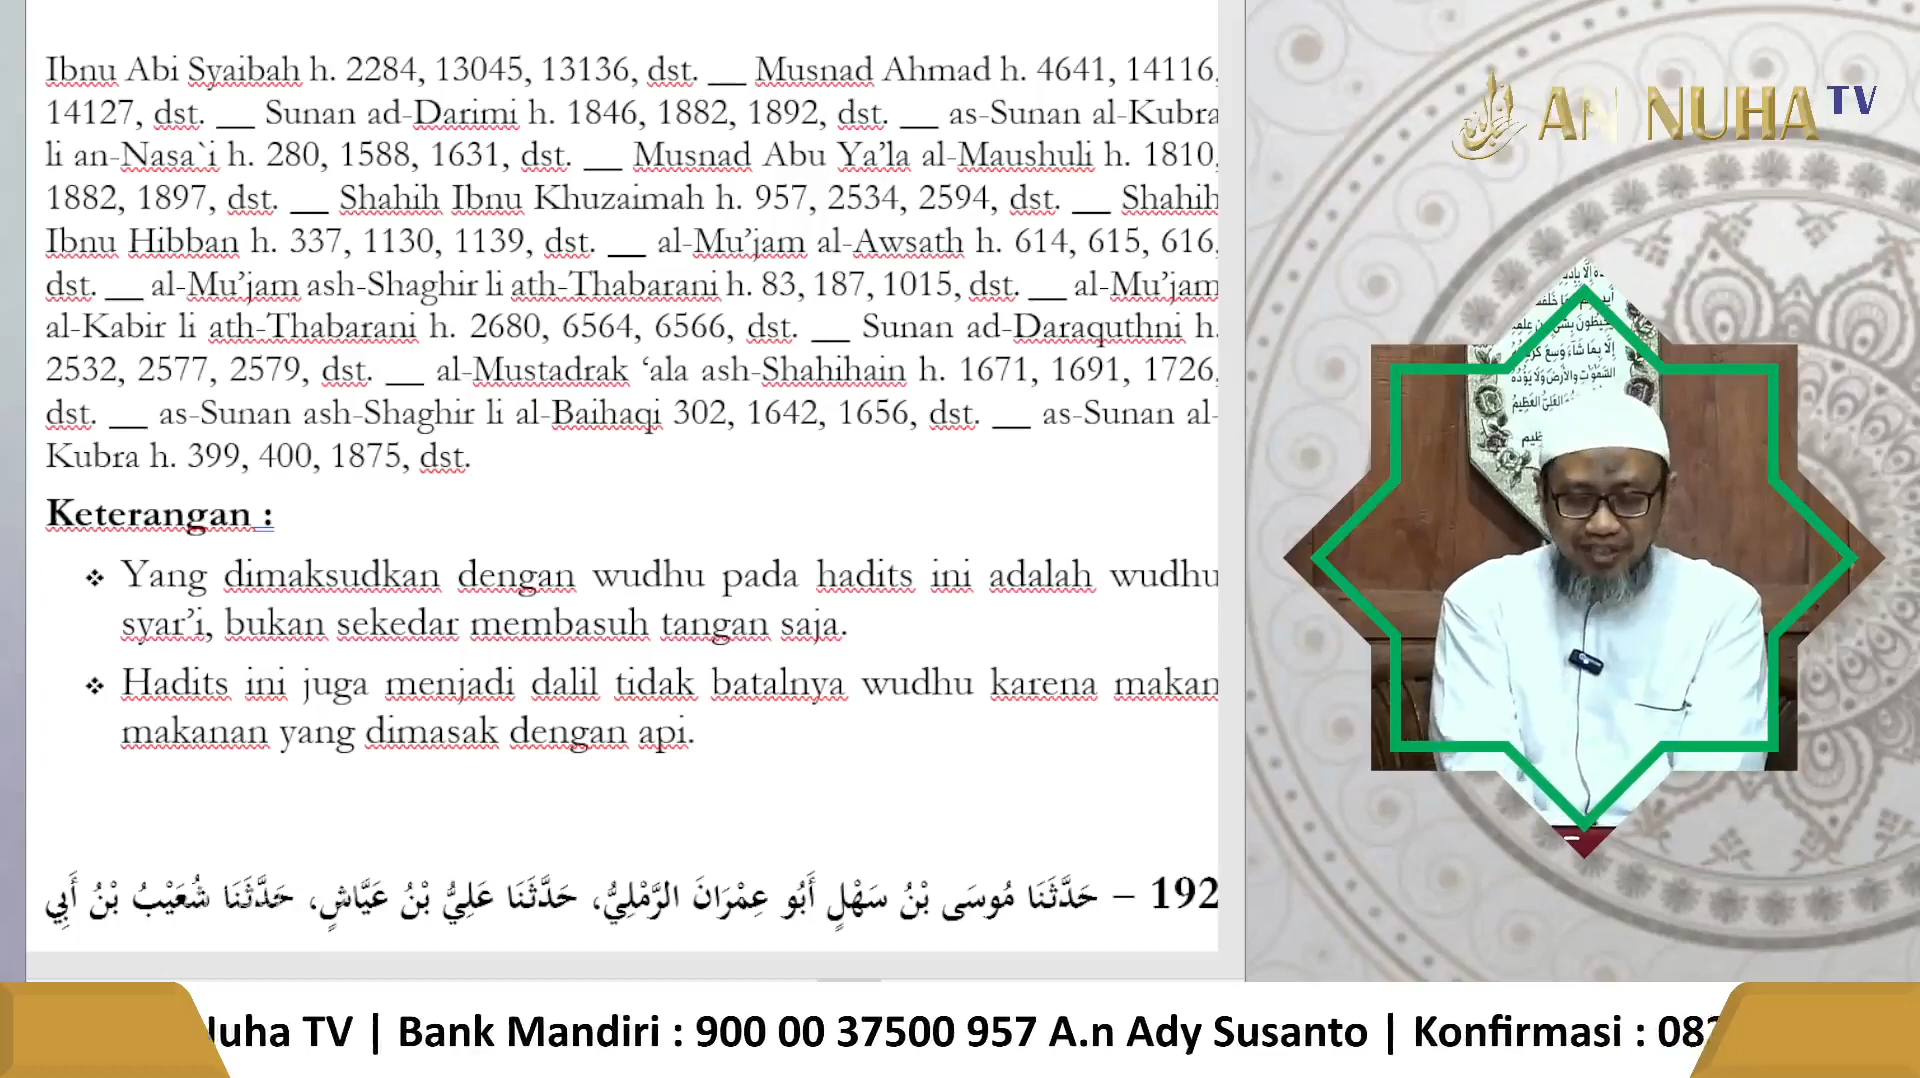 Ibnu Abi Syaibah h. 2284, 13045, 13136, dst. __ Musnad Ahmad h. 4641, 14116,
14127, dst. __ Sunan ad-Darimi h. 1846, 1882, 1892, dst. __ as-Sunan al-Kubra
li an-Nasa`i h. 280, 1588, 1631, dst. __ Musnad Abu Ya’la al-Maushuli h. 1810,
1882, 1897, dst. __ Shahih Ibnu Khuzaimah h. 957, 2534, 2594, dst. __ Shahih
Ibnu Hibban h. 337, 1130, 1139, dst. __ al-Mu’jam al-Awsath h. 614, 615, 616,
dst. __ al-Mu’jam ash-Shaghir li ath-Thabarani h. 83, 187, 1015, dst. __ al-Mu’jam
al-Kabir li ath-Thabarani h. 2680, 6564, 6566, dst. __ Sunan ad-Daraquthni h.
2532, 2577, 2579, dst. __ al-Mustadrak ‘ala ash-Shahihain h. 1671, 1691, 1726,
dst. __ as-Sunan ash-Shaghir li al-Baihaqi 302, 1642, 1656, dst. __ as-Sunan al-
Kubra h. 399, 400, 1875, dst.
Keterangan :
❖ Yang dimaksudkan dengan wudhu pada hadits ini adalah wudhu
syar’i, bukan sekedar membasuh tangan saja.
❖ Hadits ini juga menjadi dalil tidak batalnya wudhu karena makan
makanan yang dimasak dengan api.
192 – حَدَّثَنَا مُوسَى بْنُ سَهْلٍ أَبُو عِمْرَانَ الرَّمْلِيُّ، حَدَّثَنَا عَلِيُّ بْنُ عَيَّاشٍ، حَدَّثَنَا شُعَيْبُ بْنُ أَبِي
AN NUHA TV
إِلَّا بِمَا شَاءَ وَسِعَ
السَّمَوَٰتِ وَالْأَرْضَ وَلَا يَئُودُهُ
الْعَلِيُّ الْعَظِيمُ
Nuha TV | Bank Mandiri : 900 00 37500 957 A.n Ady Susanto | Konfirmasi : 082